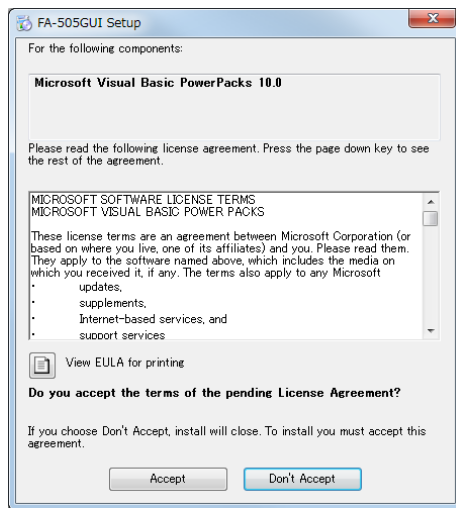 FA-505GUI Setup
For the following components:
Microsoft Visual Basic PowerPacks 10.0
Please read the following license agreement. Press the page down key to see
the rest of the agreement.
MICROSOFT SOFTWARE LICENSE TERMS
MICROSOFT VISUAL BASIC POWER PACKS
These license terms are an agreement between Microsoft Corporation (or
based on where you live, one of its affiliates) and you. Please read them.
They apply to the software named above, which includes the media on
which you received it, if any. The terms also apply to any Microsoft
· updates,
· supplements,
· Internet-based services, and
· support services
View EULA for printing
Do you accept the terms of the pending License Agreement?
If you choose Don't Accept, install will close. To install you must accept this
agreement.
Accept
Don't Accept